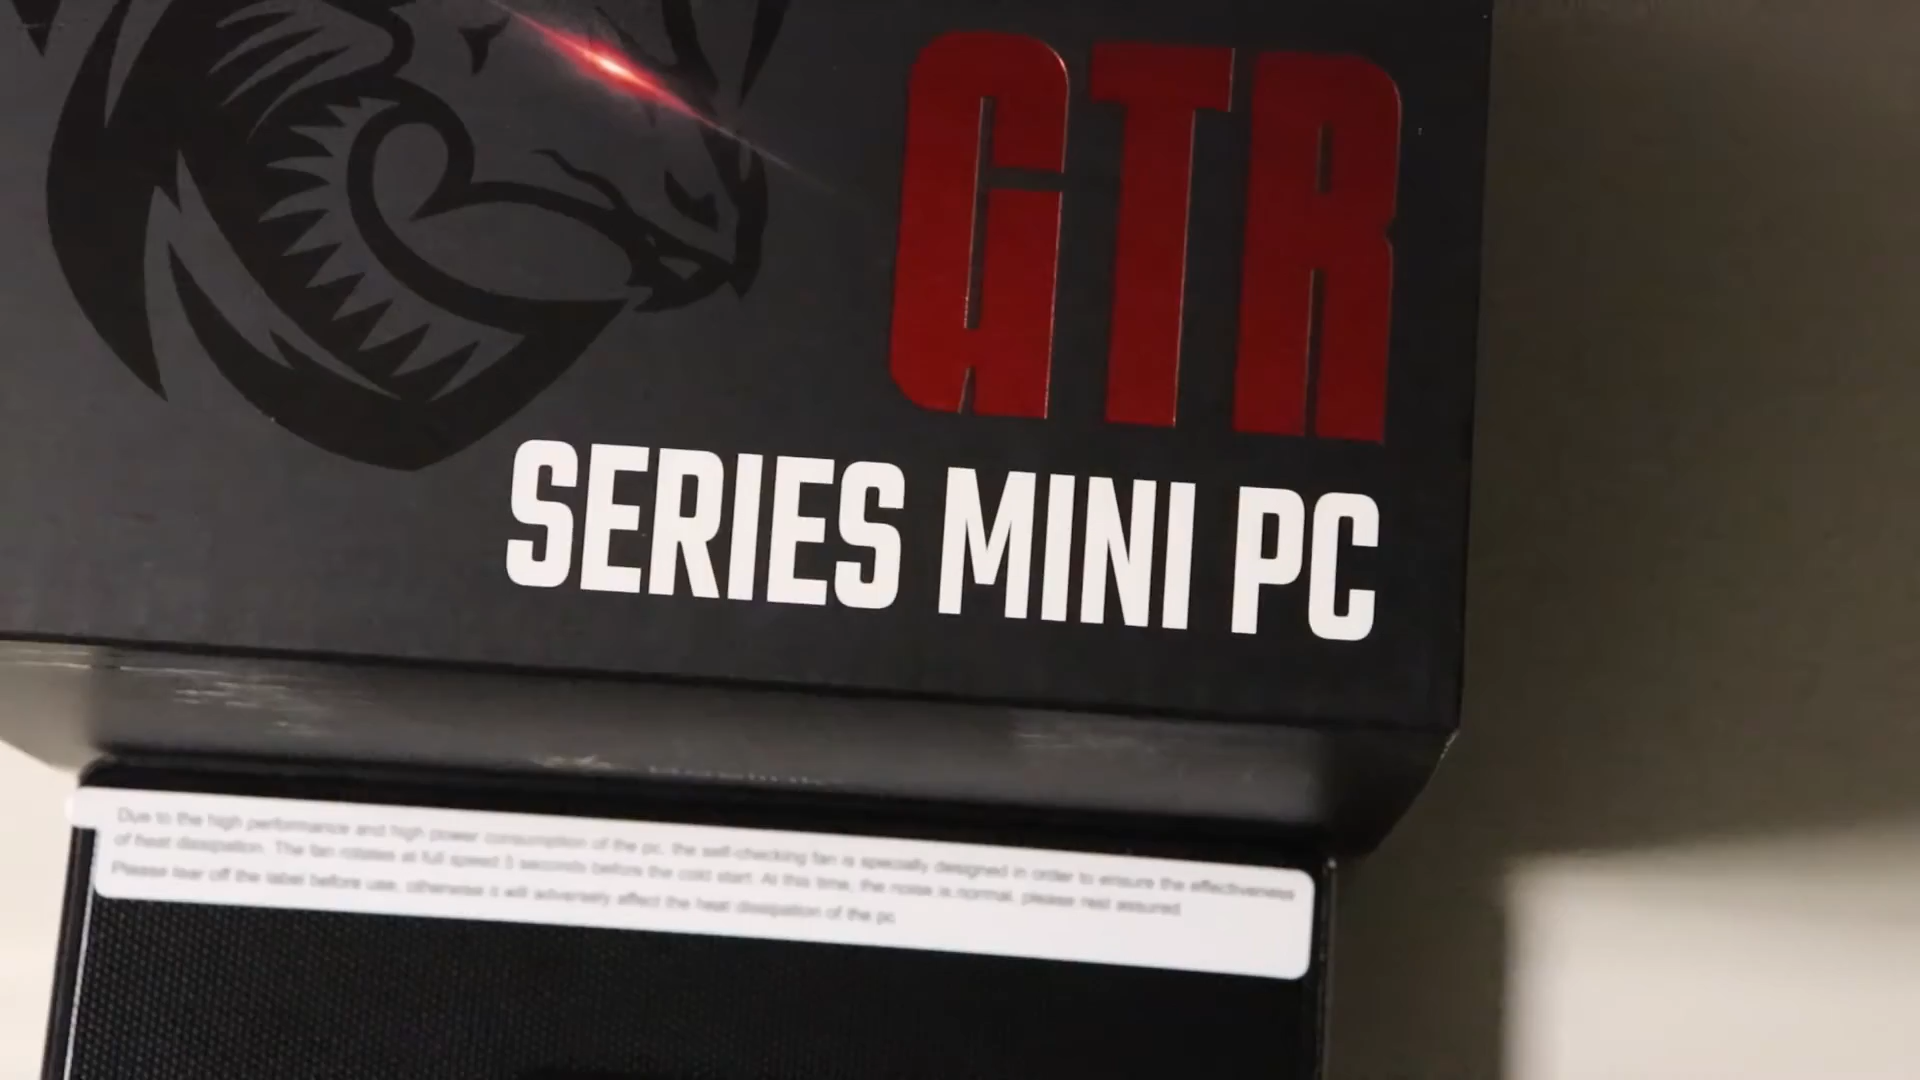 GTR
SERIES MINI PC
Due to the high performance and high power consumption of the pc, the self-checking fan is specially designed in order to ensure the effectiveness
of heat dissipation. The fan rotates at full speed 5 seconds before the cold start. At this time, the noise is normal, please rest assured.
Please tear off the label before use, otherwise it will adversely affect the heat dissipation of the pc.